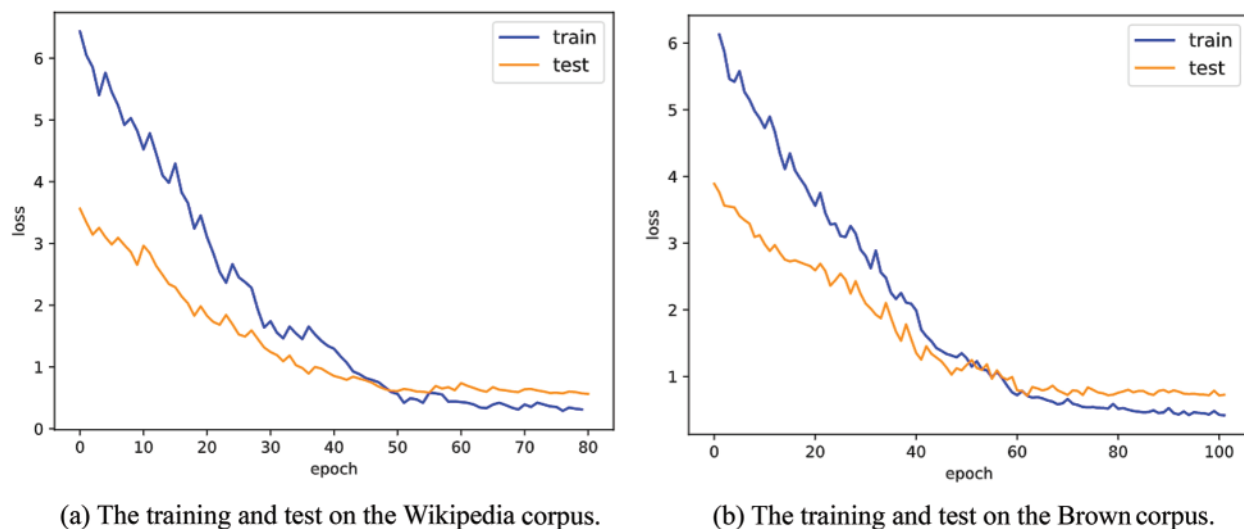 6
5
4
3
2
1
0
loss
train
test
0 10 20 30 40 50 60 70 80
epoch
(a) The training and test on the Wikipedia corpus.
6
5
4
3
2
1
loss
train
test
0 20 40 60 80 100
epoch
(b) The training and test on the Brown corpus.